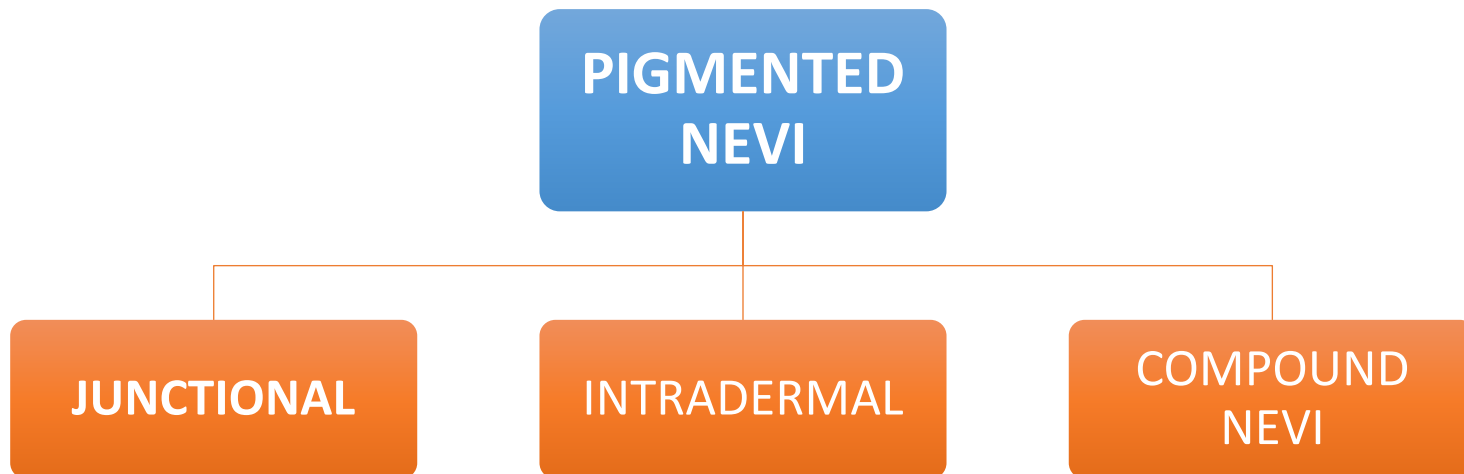 PIGMENTED
NEVI
JUNCTIONAL
INTRADERMAL
COMPOUND
NEVI